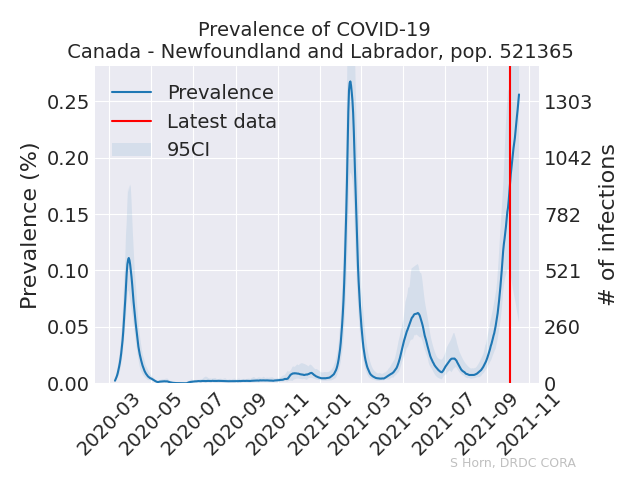 Prevalence of COVID-19
Canada - Newfoundland and Labrador, pop. 521365
Prevalence
Latest data
95CI
Prevalence (%)
0.25
0.20
0.15
0.10
0.05
0.00
1303
1042
782
521
260
0
# of infections
2020-03
2020-05
2020-07
2020-09
2020-11
2021-01
2021-03
2021-05
2021-07
2021-09
2021-11
S Horn, DRDC CORA